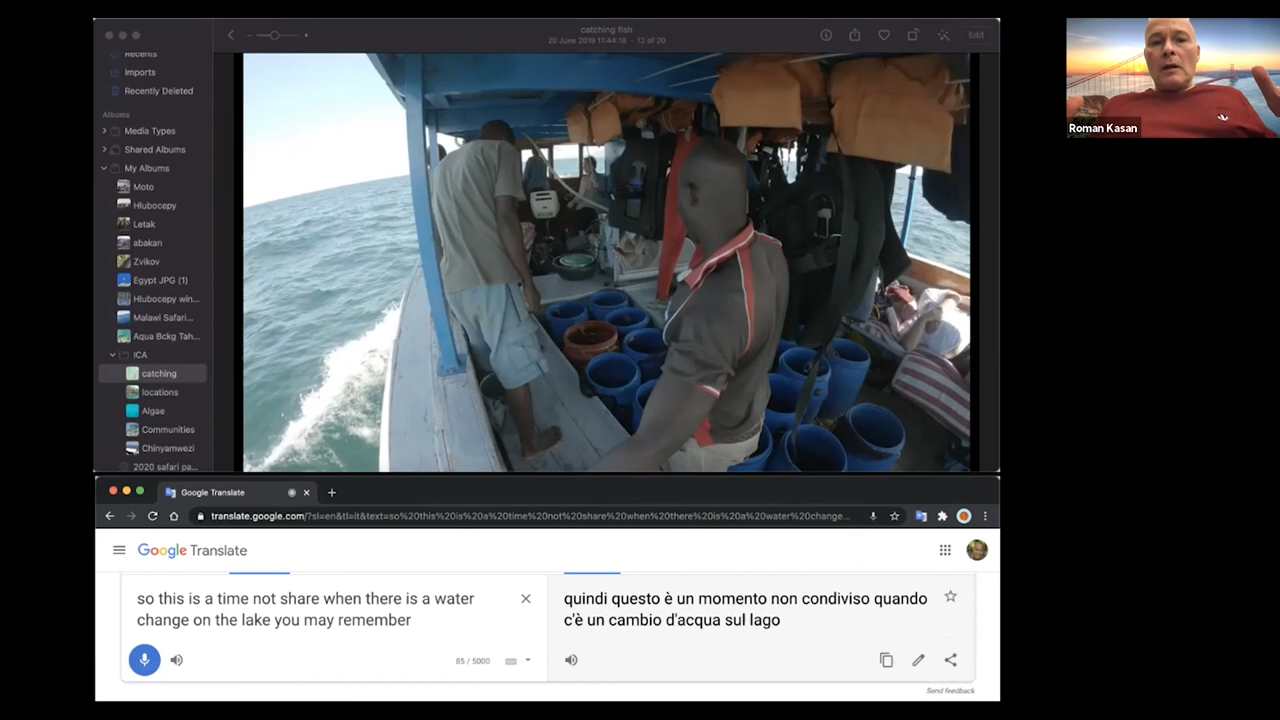 catching fish
20 June 2019 11:44:16 - 12 of 20
Edit
Roman Kasan
Recents
Imports
Recently Deleted
Albums
Media Types
Shared Albums
My Albums
Moto
Hlubocepy
Letak
abakan
Zvikov
Egypt JPG (1)
Hlubocepy win...
Malawi Safari...
Aqua Bckg Tah...
ICA
catching
locations
Algae
Communities
Chinyamwezi
2020 safari pa...
Google Translate
translate.google.com/?sl=en&tl=it&text=so%20this%20is%20a%20time%20not%20share%20when%20there%20is%20a%20water%20change...
Google Translate
so this is a time not share when there is a water
change on the lake you may remember
85 / 5000
quindi questo è un momento non condiviso quando
c'è un cambio d'acqua sul lago
Send feedback